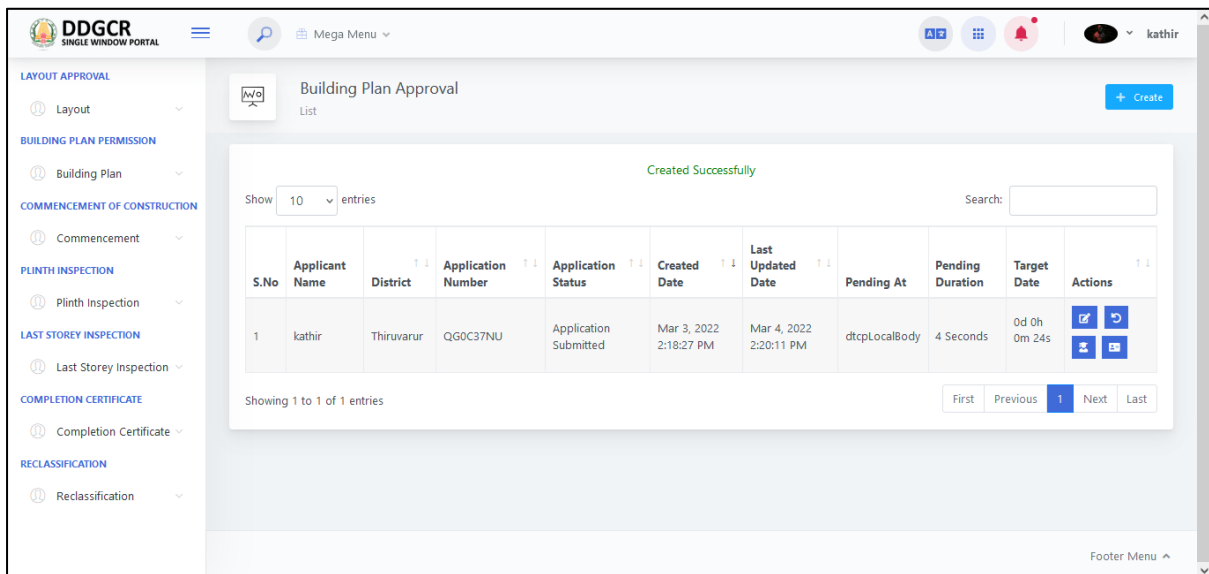 DDGCR
SINGLE WINDOW PORTAL
Mega Menu
kathir
LAYOUT APPROVAL
Layout
BUILDING PLAN PERMISSION
Building Plan
COMMENCEMENT OF CONSTRUCTION
Commencement
PLINTH INSPECTION
Plinth Inspection
LAST STOREY INSPECTION
Last Storey Inspection
COMPLETION CERTIFICATE
Completion Certificate
RECLASSIFICATION
Reclassification
Building Plan Approval
List
+ Create
Created Successfully
Show 10 entries
Search:
S.No Applicant Name District Application Number Application Status Created Date Last Updated Date Pending At Pending Duration Target Date Actions
1 kathir Thiruvarur QG0C37NU Application Submitted Mar 3, 2022 2:18:27 PM Mar 4, 2022 2:20:11 PM dtcpLocalBody 4 Seconds 0d 0h 0m 24s
Showing 1 to 1 of 1 entries
First Previous 1 Next Last
Footer Menu